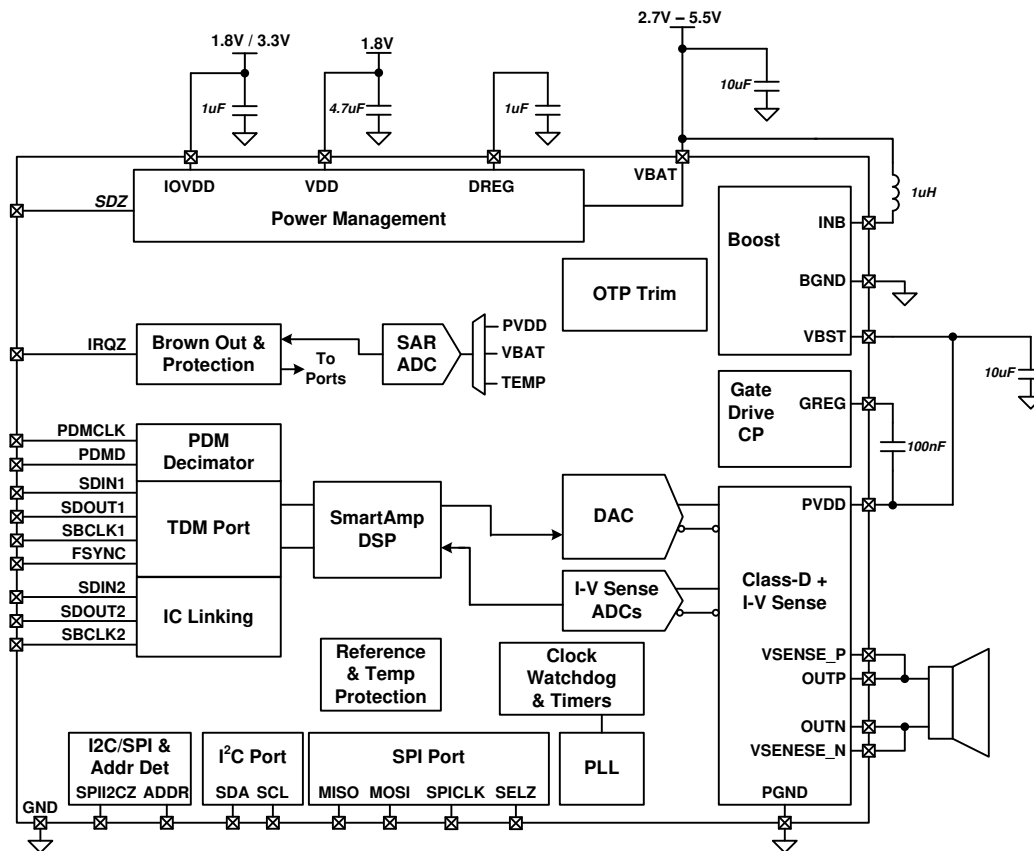 2.7V – 5.5V
1.8V / 3.3V
1.8V
1uF
4.7uF
1uF
10uF
IOVDD
VDD
DREG
VBAT
SDZ
Power Management
1uH
INB
Boost
BGND
VBST
OTP Trim
IRQZ
Brown Out &
Protection
To
Ports
SAR
ADC
PVDD
VBAT
TEMP
10uF
Gate
Drive
CP
GREG
100nF
PDMCLK
PDMD
PDM
Decimator
SDIN1
SDOUT1
SBCLK1
FSYNC
TDM Port
SmartAmp
DSP
DAC
PVDD
I-V Sense
ADCs
Class-D +
I-V Sense
SDIN2
SDOUT2
SBCLK2
IC Linking
Reference
& Temp
Protection
Clock
Watchdog
& Timers
VSENSE_P
OUTP
OUTN
VSENESE_N
PLL
PGND
I2C/SPI &
Addr Det
SPII2CZ
ADDR
I2C Port
SDA
SCL
SPI Port
MISO
MOSI
SPICLK
SELZ
GND